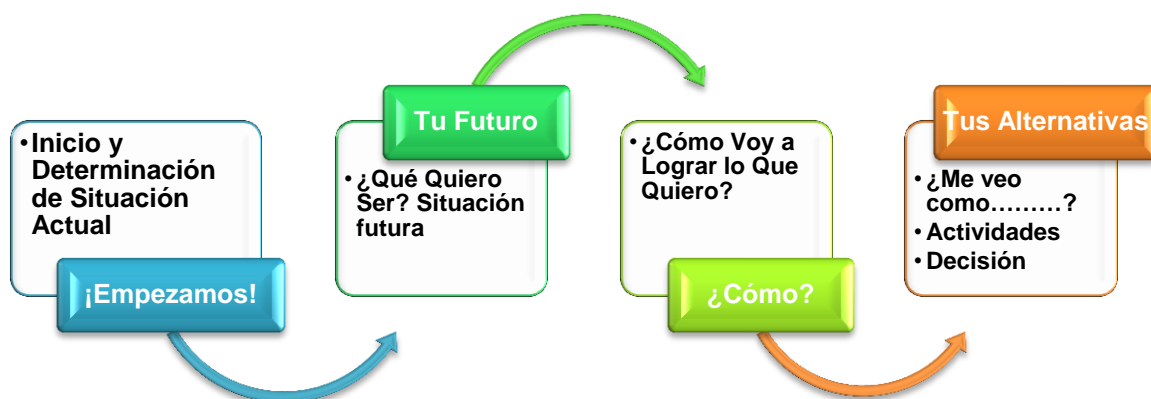 • Inicio y
Determinación
de Situación
Actual
¡Empezamos!
Tu Futuro
• ¿Qué Quiero
Ser? Situación
futura
• ¿Cómo Voy a
Lograr lo Que
Quiero?
¿Cómo?
Tus Alternativas
• ¿Me veo
como………?
• Actividades
• Decisión